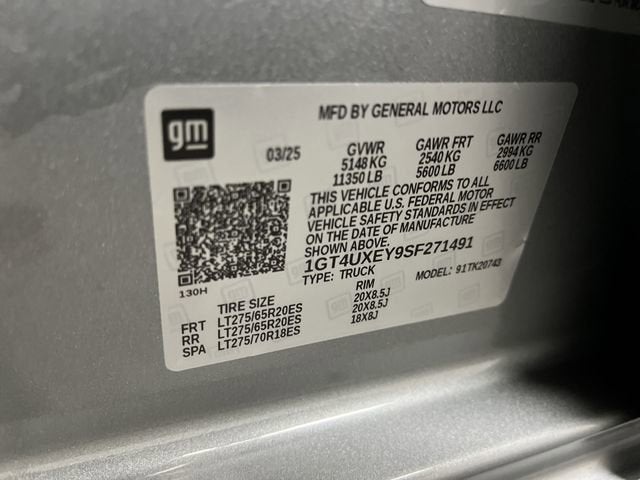 gm
MFD BY GENERAL MOTORS LLC
03/25
GVWR GAWR FRT GAWR RR
5148 KG 2540 KG 2994 KG
11350 LB 5600 LB 6600 LB
THIS VEHICLE CONFORMS TO ALL
APPLICABLE U.S. FEDERAL MOTOR
VEHICLE SAFETY STANDARDS IN EFFECT
ON THE DATE OF MANUFACTURE
SHOWN ABOVE.
1GT4UXEY9SF271491
TYPE: TRUCK MODEL: 91TK20743
130H
TIRE SIZE RIM
FRT LT275/65R20ES 20X8.5J
RR LT275/65R20ES 20X8.5J
SPA LT275/70R18ES 18X8J